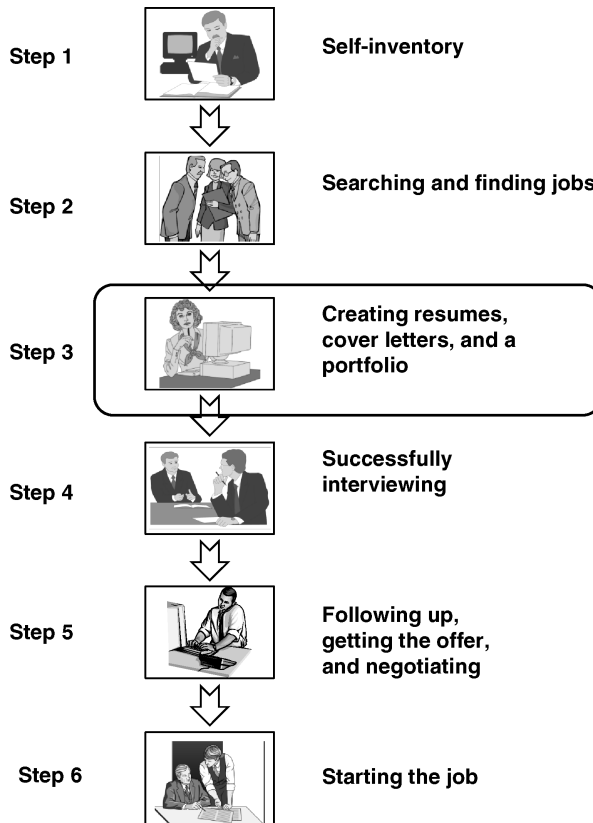 Step 1
Self-inventory
Step 2
Searching and finding jobs
Step 3
Creating resumes,
cover letters, and a
portfolio
Step 4
Successfully
interviewing
Step 5
Following up,
getting the offer,
and negotiating
Step 6
Starting the job